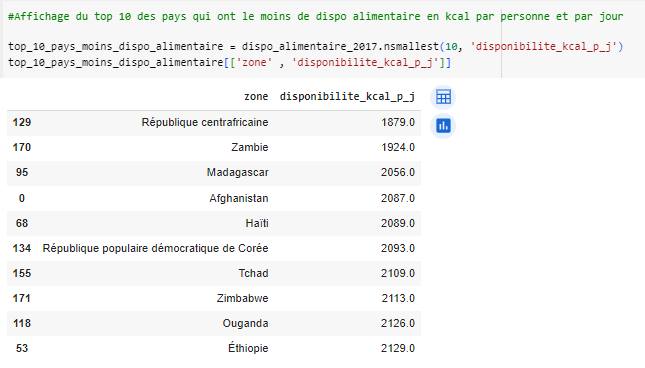 #Affichage du top 10 des pays qui ont le moins de dispo alimentaire en kcal par personne et par jour
top_10_pays_moins_dispo_alimentaire = dispo_alimentaire_2017.nsmallest(10, 'disponibilite_kcal_p_j')
top_10_pays_moins_dispo_alimentaire[['zone' , 'disponibilite_kcal_p_j']]
zone disponibilite_kcal_p_j
129 République centrafricaine 1879.0
170 Zambie 1924.0
95 Madagascar 2056.0
0 Afghanistan 2087.0
68 Haïti 2089.0
134 République populaire démocratique de Corée 2093.0
155 Tchad 2109.0
171 Zimbabwe 2113.0
118 Ouganda 2126.0
53 Éthiopie 2129.0